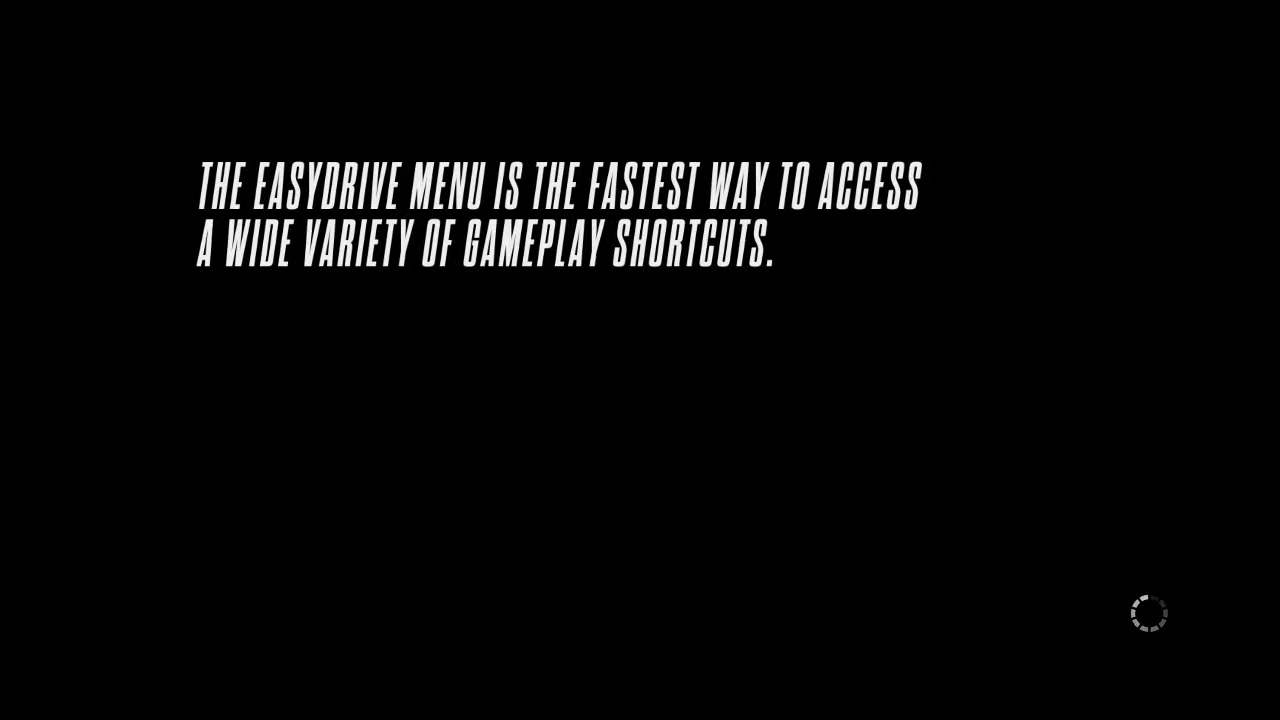 THE EASYDRIVE MENU IS THE FASTEST WAY TO ACCESS
A WIDE VARIETY OF GAMEPLAY SHORTCUTS.